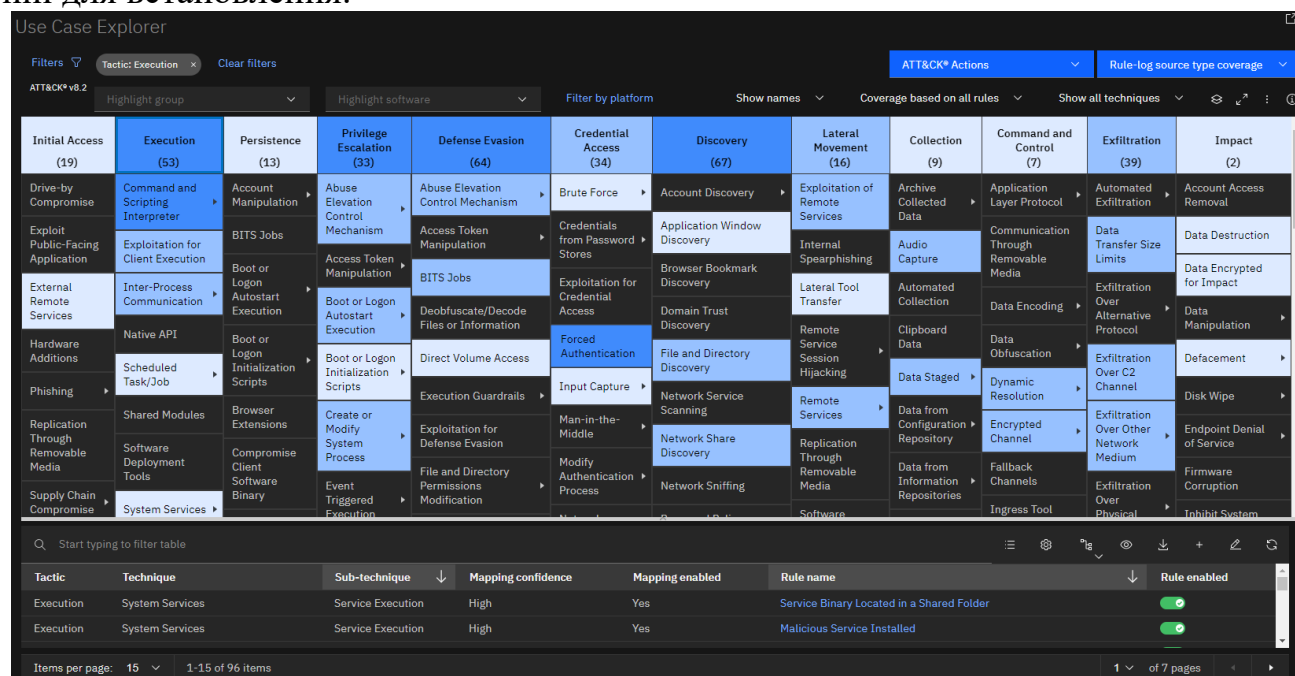 для встановлення.
Use Case Explorer
Filters
Tactic: Execution ×
Clear filters
ATT&CK® Actions
Rule-log source type coverage
ATT&CK® v8.2
Highlight group
Highlight software
Filter by platform
Show names
Coverage based on all rules
Show all techniques
Initial Access
(19)
Drive-by
Compromise
Exploit
Public-Facing
Application
External
Remote
Services
Hardware
Additions
Phishing
Replication
Through
Removable
Media
Supply Chain
Compromise
Execution
(53)
Command and
Scripting
Interpreter
Exploitation for
Client Execution
Inter-Process
Communication
Native API
Scheduled
Task/Job
Shared Modules
Software
Deployment
Tools
System Services
Persistence
(13)
Account
Manipulation
BITS Jobs
Boot or
Logon
Autostart
Execution
Boot or
Logon
Initialization
Scripts
Browser
Extensions
Compromise
Client
Software
Binary
Privilege
Escalation
(33)
Abuse
Elevation
Control
Mechanism
Access Token
Manipulation
Boot or Logon
Autostart
Execution
Boot or Logon
Initialization
Scripts
Create or
Modify
System
Process
Event
Triggered
Execution
Defense Evasion
(64)
Abuse Elevation
Control Mechanism
Access Token
Manipulation
BITS Jobs
Deobfuscate/Decode
Files or Information
Direct Volume Access
Execution Guardrails
Exploitation for
Defense Evasion
File and Directory
Permissions
Modification
Credential
Access
(34)
Brute Force
Credentials
from Password
Stores
Exploitation for
Credential
Access
Forced
Authentication
Input Capture
Man-in-the-
Middle
Modify
Authentication
Process
Discovery
(67)
Account Discovery
Application Window
Discovery
Browser Bookmark
Discovery
Domain Trust
Discovery
File and Directory
Discovery
Network Service
Scanning
Network Share
Discovery
Network Sniffing
Lateral
Movement
(16)
Exploitation of
Remote
Services
Internal
Spearphishing
Lateral Tool
Transfer
Remote
Service
Session
Hijacking
Remote
Services
Replication
Through
Removable
Media
Software
Collection
(9)
Archive
Collected
Data
Audio
Capture
Automated
Collection
Clipboard
Data
Data Staged
Data from
Configuration
Repository
Data from
Information
Repositories
Command and
Control
(7)
Application
Layer Protocol
Communication
Through
Removable
Media
Data Encoding
Data
Obfuscation
Dynamic
Resolution
Encrypted
Channel
Fallback
Channels
Ingress Tool
Exfiltration
(39)
Automated
Exfiltration
Data
Transfer Size
Limits
Exfiltration
Over
Alternative
Protocol
Exfiltration
Over C2
Channel
Exfiltration
Over Other
Network
Medium
Exfiltration
Over
Physical
Impact
(2)
Account Access
Removal
Data Destruction
Data Encrypted
for Impact
Data
Manipulation
Defacement
Disk Wipe
Endpoint Denial
of Service
Firmware
Corruption
Inhibit System
Start typing to filter table
Tactic Technique Sub-technique Mapping confidence Mapping enabled Rule name Rule enabled
Execution System Services Service Execution High Yes Service Binary Located in a Shared Folder
Execution System Services Service Execution High Yes Malicious Service Installed
Items per page: 15 1-15 of 96 items 1 of 7 pages